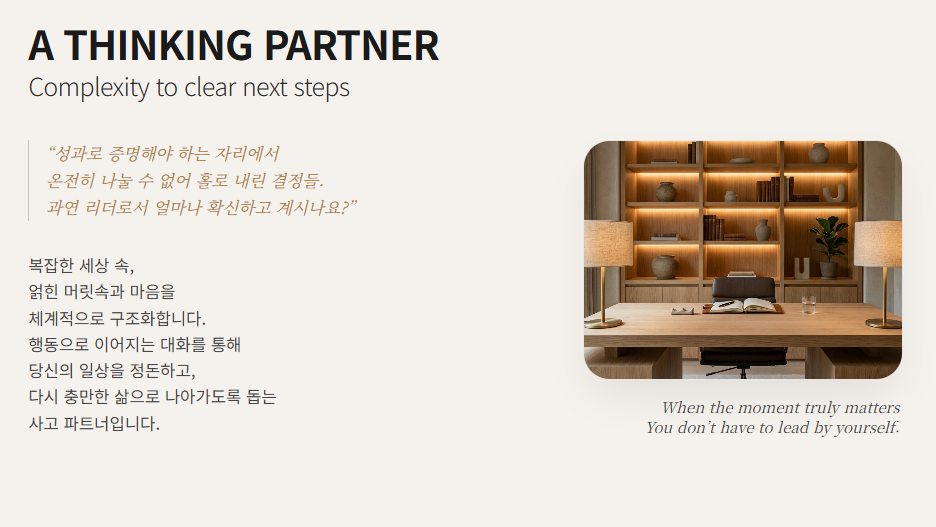 A THINKING PARTNER
Complexity to clear next steps
“성과로 증명해야 하는 자리에서
온전히 나눌 수 없어 홀로 내린 결정들.
과연 리더로서 얼마나 확신하고 계시나요?”
복잡한 세상 속,
얽힌 머릿속과 마음을
체계적으로 구조화합니다.
행동으로 이어지는 대화를 통해
당신의 일상을 정돈하고,
다시 충만한 삶으로 나아가도록 돕는
사고 파트너입니다.
When the moment truly matters
You don’t have to lead by yourself.